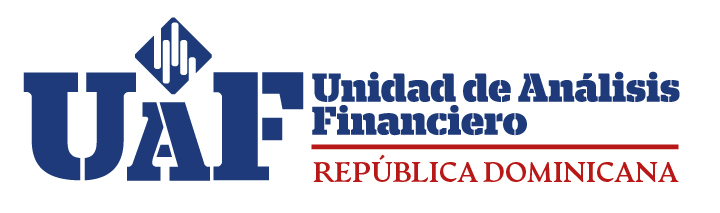 UAF
Unidad de Análisis
Financiero
REPÚBLICA DOMINICANA